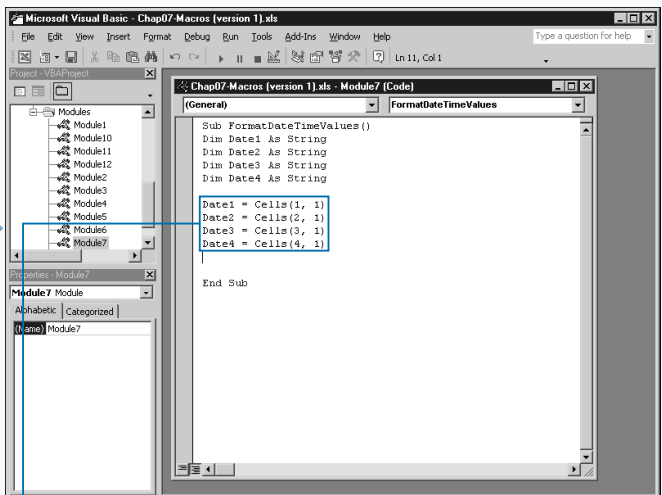 Microsoft Visual Basic - Chap07-Macros (version 1).xls
File Edit View Insert Format Debug Run Tools Add-Ins Window Help
Type a question for help
Ln 11, Col 1
Project - VBAProject
Modules
Module1
Module10
Module11
Module12
Module2
Module3
Module4
Module5
Module6
Module7
Properties - Module7
Module7 Module
Alphabetic Categorized
(Name) Module7
Chap07-Macros (version 1).xls - Module7 (Code)
(General) FormatDateTimeValues
Sub FormatDateTimeValues()
Dim Date1 As String
Dim Date2 As String
Dim Date3 As String
Dim Date4 As String
Date1 = Cells(1, 1)
Date2 = Cells(2, 1)
Date3 = Cells(3, 1)
Date4 = Cells(4, 1)
End Sub